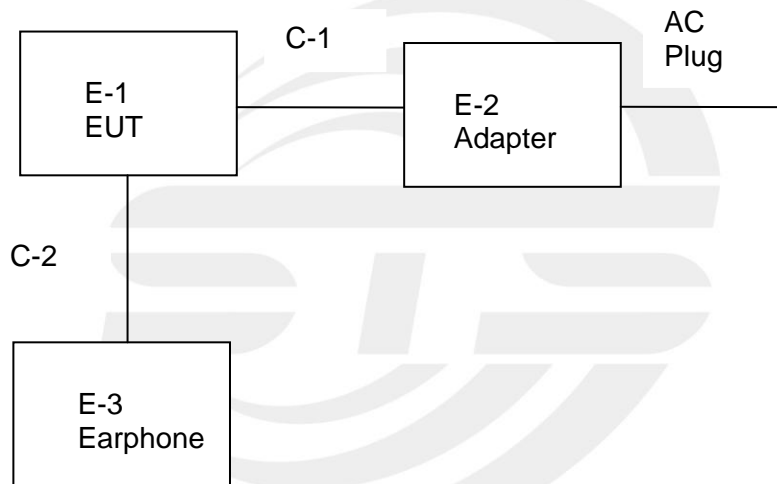 C-1
AC
Plug
E-1
EUT
E-2
Adapter
C-2
E-3
Earphone